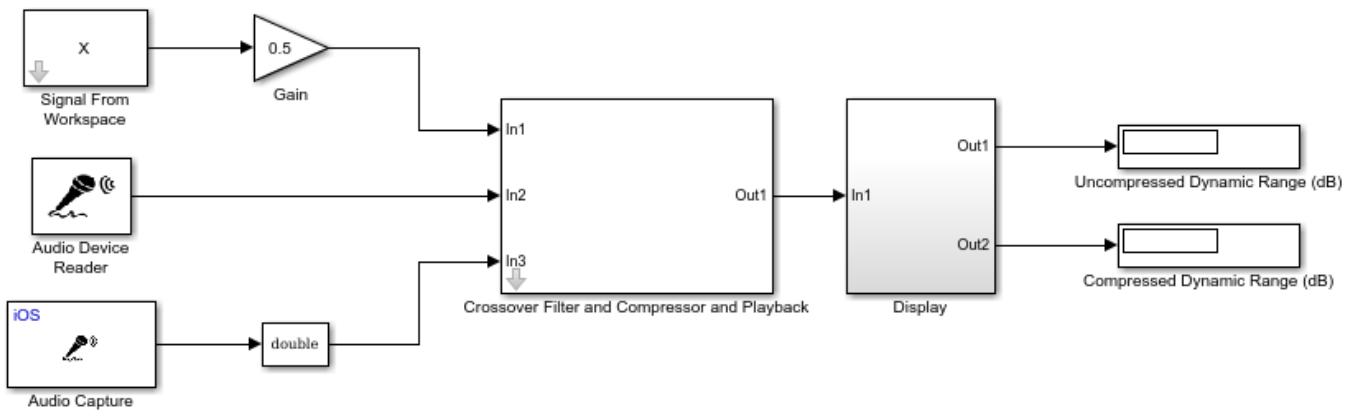 X
Signal From
Workspace
0.5
Gain
Audio Device
Reader
iOS
Audio Capture
double
In1
In2
In3
Out1
Crossover Filter and Compressor and Playback
In1
Out1
Out2
Display
Uncompressed Dynamic Range (dB)
Compressed Dynamic Range (dB)